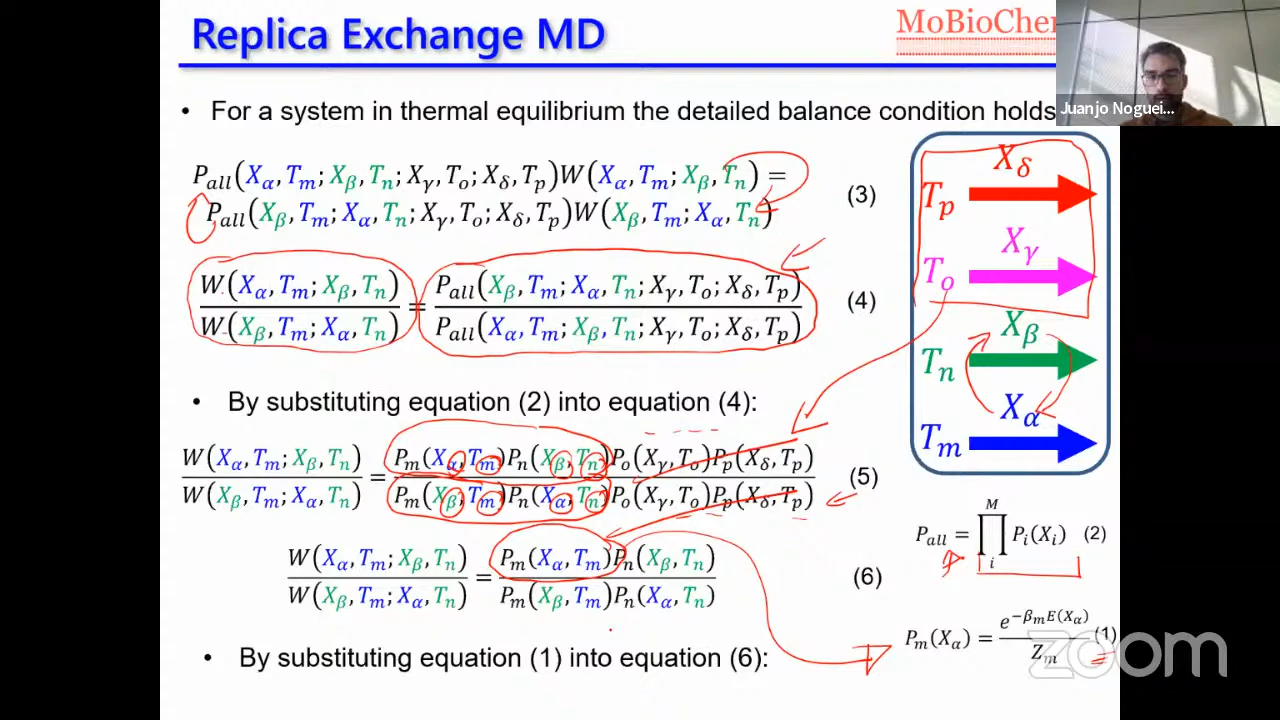 Replica Exchange MD
MoBioChem
Juanjo Noguei...
• For a system in thermal equilibrium the detailed balance condition holds
P_all(X_α, T_m; X_β, T_n; X_γ, T_o; X_δ, T_p)W(X_α, T_m; X_β, T_n) =
P_all(X_β, T_m; X_α, T_n; X_γ, T_o; X_δ, T_p)W(X_β, T_m; X_α, T_n)
(3)
W(X_α, T_m; X_β, T_n) / W(X_β, T_m; X_α, T_n) = P_all(X_β, T_m; X_α, T_n; X_γ, T_o; X_δ, T_p) / P_all(X_α, T_m; X_β, T_n; X_γ, T_o; X_δ, T_p)
(4)
• By substituting equation (2) into equation (4):
W(X_α, T_m; X_β, T_n) / W(X_β, T_m; X_α, T_n) = P_m(X_α, T_m)P_n(X_β, T_n)P_o(X_γ, T_o)P_p(X_δ, T_p) / P_m(X_β, T_m)P_n(X_α, T_n)P_o(X_γ, T_o)P_p(X_δ, T_p)
(5)
W(X_α, T_m; X_β, T_n) / W(X_β, T_m; X_α, T_n) = P_m(X_α, T_m)P_n(X_β, T_n) / P_m(X_β, T_m)P_n(X_α, T_n)
(6)
• By substituting equation (1) into equation (6):
X_δ
T_p
X_γ
T_o
X_β
T_n
X_α
T_m
P_all = ∏_i^M P_i(X_i) (2)
P_m(X_α) = e^{-β_m E(X_α)} / Z_m (1)
zoom